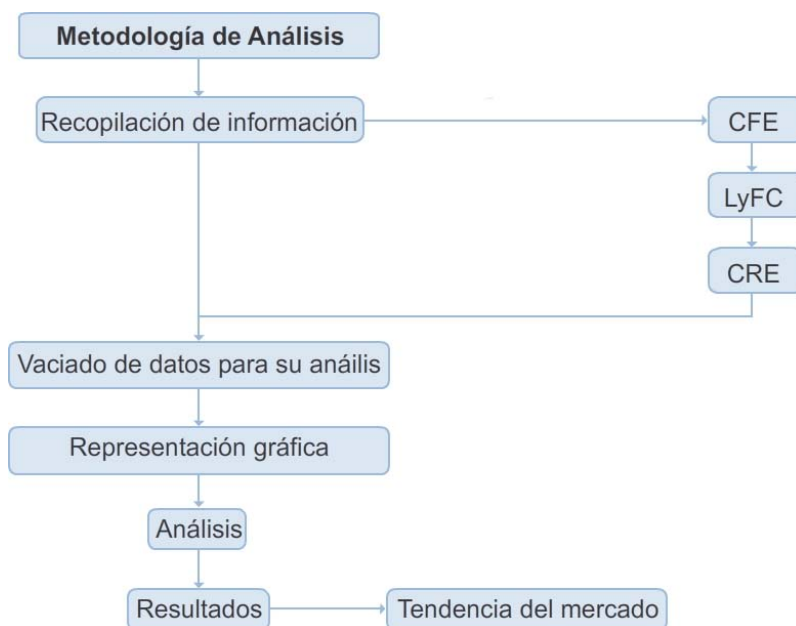 Metodología de Análisis
Recopilación de información
CFE
LyFC
CRE
Vaciado de datos para su anáilis
Representación gráfica
Análisis
Resultados
Tendencia del mercado